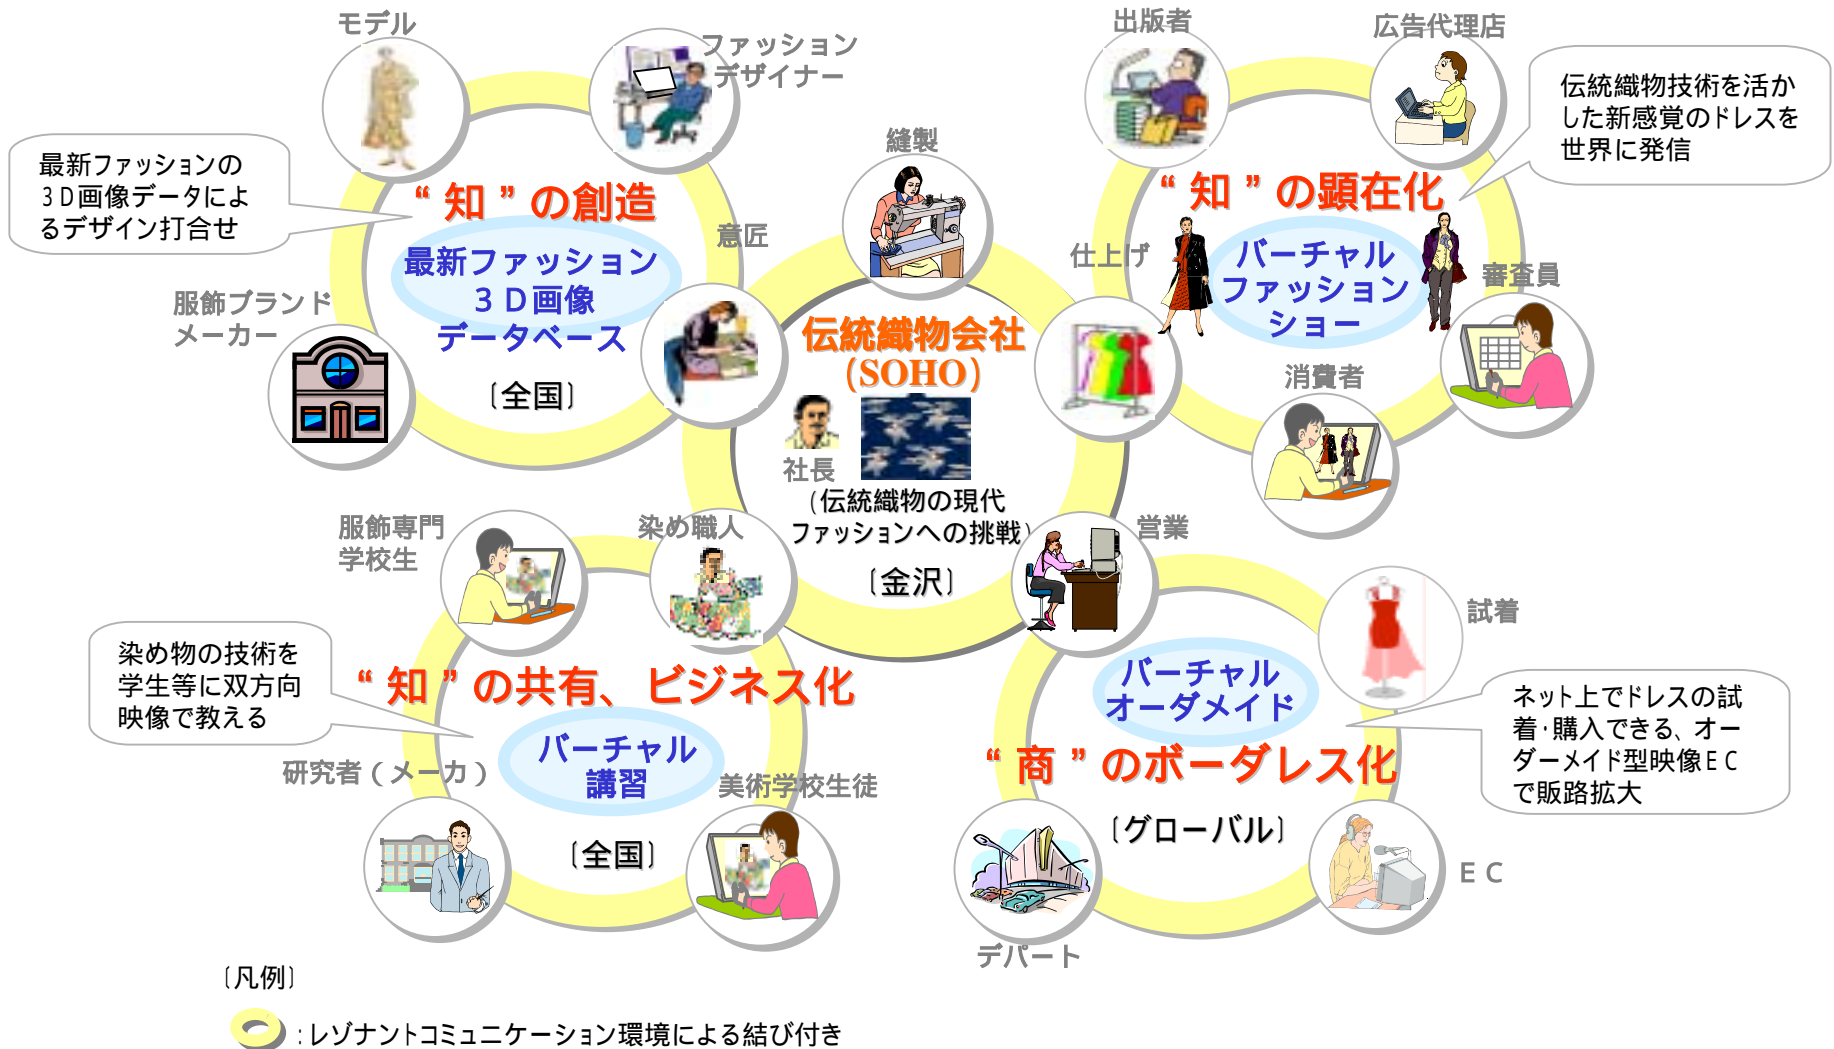 モデル
ファッション
デザイナー
最新ファッションの
３Ｄ画像データによ
るデザイン打合せ
“知”の創造
最新ファッション
３Ｄ画像
データベース
〔全国〕
意匠
服飾ブランド
メーカー
縫製
伝統織物会社
(SOHO)
社長
(伝統織物の現代
ファッションへの挑戦)
〔金沢〕
出版者
広告代理店
伝統織物技術を活か
した新感覚のドレスを
世界に発信
“知”の顕在化
バーチャル
ファッション
ショー
仕上げ
審査員
消費者
服飾専門
学校生
染め職人
染め物の技術を
学生等に双方向
映像で教える
“知”の共有、ビジネス化
バーチャル
講習
研究者（メーカ）
美術学校生徒
〔全国〕
営業
試着
バーチャル
オーダメイド
“商”のボーダレス化
〔グローバル〕
ネット上でドレスの試
着・購入できる、オー
ダーメイド型映像ＥＣ
で販路拡大
ＥＣ
デパート
〔凡例〕
：レゾナントコミュニケーション環境による結び付き